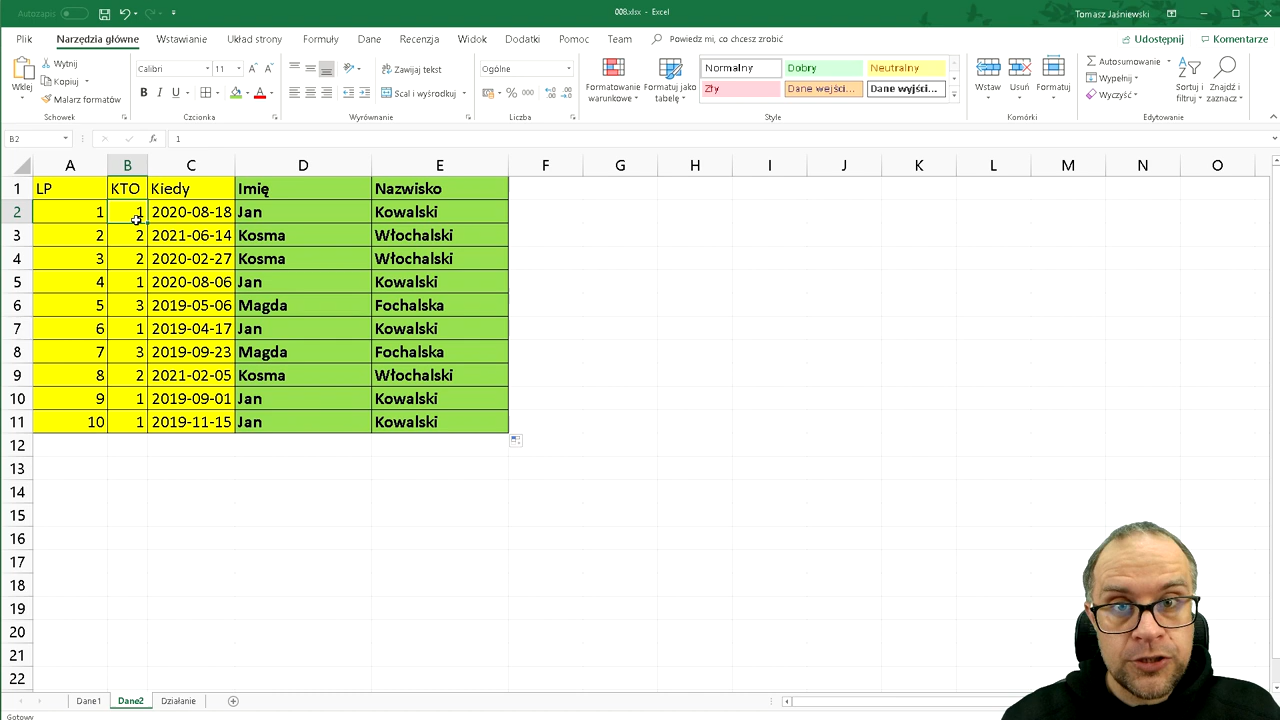 Autozapis
008.xlsx - Excel
Tomasz Jaśniewski
Plik Narzędzia główne Wstawianie Układ strony Formuły Dane Recenzja Widok Dodatki Pomoc Team Powiedz mi, co chcesz zrobić Udostępnij Komentarze
Wklej
Wytnij
Kopiuj
Malarz formatów
Schowek
Calibri 11
B I U
Czcionka
Zawijaj tekst
Scal i wyśrodkuj
Wyrównanie
Ogólne
% 000
Liczba
Formatowanie warunkowe
Formatuj jako tabelę
Normalny Dobry Neutralny
Zły Dane wejści... Dane wyjści...
Style
Wstaw Usuń Formatuj
Komórki
Autosumowanie
Wypełnij
Wyczyść
Sortuj i filtruj
Znajdź i zaznacz
Edytowanie
B2 fx 1
A B C D E F G H I J K L M N O
1 LP KTO Kiedy Imię Nazwisko
2 1 1 2020-08-18 Jan Kowalski
3 2 2 2021-06-14 Kosma Włochalski
4 3 2 2020-02-27 Kosma Włochalski
5 4 1 2020-08-06 Jan Kowalski
6 5 3 2019-05-06 Magda Fochalska
7 6 1 2019-04-17 Jan Kowalski
8 7 3 2019-09-23 Magda Fochalska
9 8 2 2021-02-05 Kosma Włochalski
10 9 1 2019-09-01 Jan Kowalski
11 10 1 2019-11-15 Jan Kowalski
12
13
14
15
16
17
18
19
20
21
22
Dane1 Dane2 Działanie
Gotowy